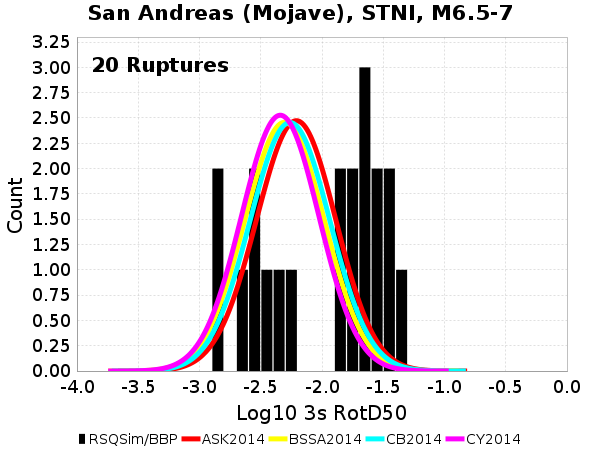 San Andreas (Mojave), STNI, M6.5-7
20 Ruptures
3.25
3.00
2.75
2.50
2.25
2.00
1.75
1.50
1.25
1.00
0.75
0.50
0.25
0.00
Count
-4.0 -3.5 -3.0 -2.5 -2.0 -1.5 -1.0 -0.5 0.0
Log10 3s RotD50
RSQSim/BBP ASK2014 BSSA2014 CB2014 CY2014